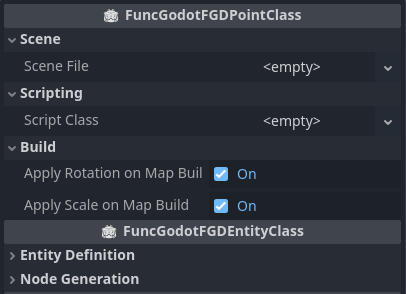 FuncGodotFGDPointClass
Scene
Scene File <empty>
Scripting
Script Class <empty>
Build
Apply Rotation on Map Buil On
Apply Scale on Map Build On
FuncGodotFGDEntityClass
Entity Definition
Node Generation